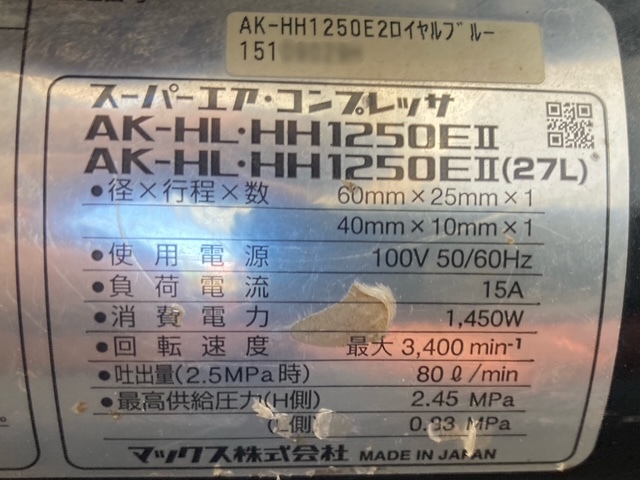 AK-HH1250E2ロイヤルブルー
151
スーパーエア・コンプレッサ
AK-HL・HH1250EII
AK-HL・HH1250EII(27L)
•径×行程×数 60mm×25mm×1
40mm×10mm×1
•使用電源 100V 50/60Hz
•負荷電流 15A
•消費電力 1,450W
•回転速度 最大 3,400 min-1
•吐出量(2.5MPa時) 80ℓ/min
•最高供給圧力(H側) 2.45 MPa
(L側) 0.83 MPa
マックス株式会社 MADE IN JAPAN